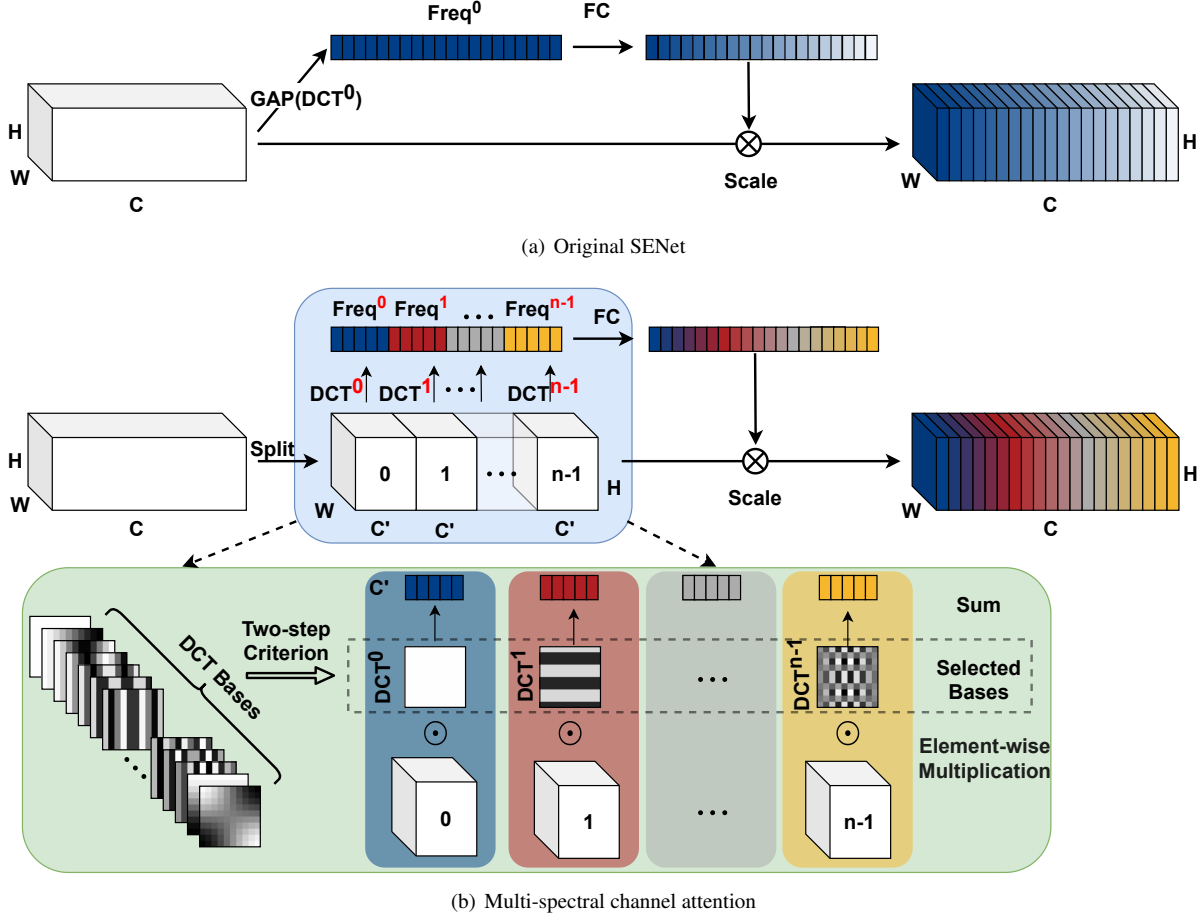 Freq⁰
FC
GAP(DCT⁰)
H
W
C
Scale
W
C
H
(a) Original SENet
Freq⁰ Freq¹ ... Freqⁿ⁻¹
FC
DCT⁰ DCT¹ ... DCTⁿ⁻¹
H
W
C
Split
0 1 ... n-1
W
H
C' C' C'
Scale
W
C
H
DCT Bases
Two-step
Criterion
C'
Sum
DCT⁰
DCT¹
...
DCTⁿ⁻¹
Selected
Bases
Element-wise
Multiplication
0 1 ... n-1
(b) Multi-spectral channel attention